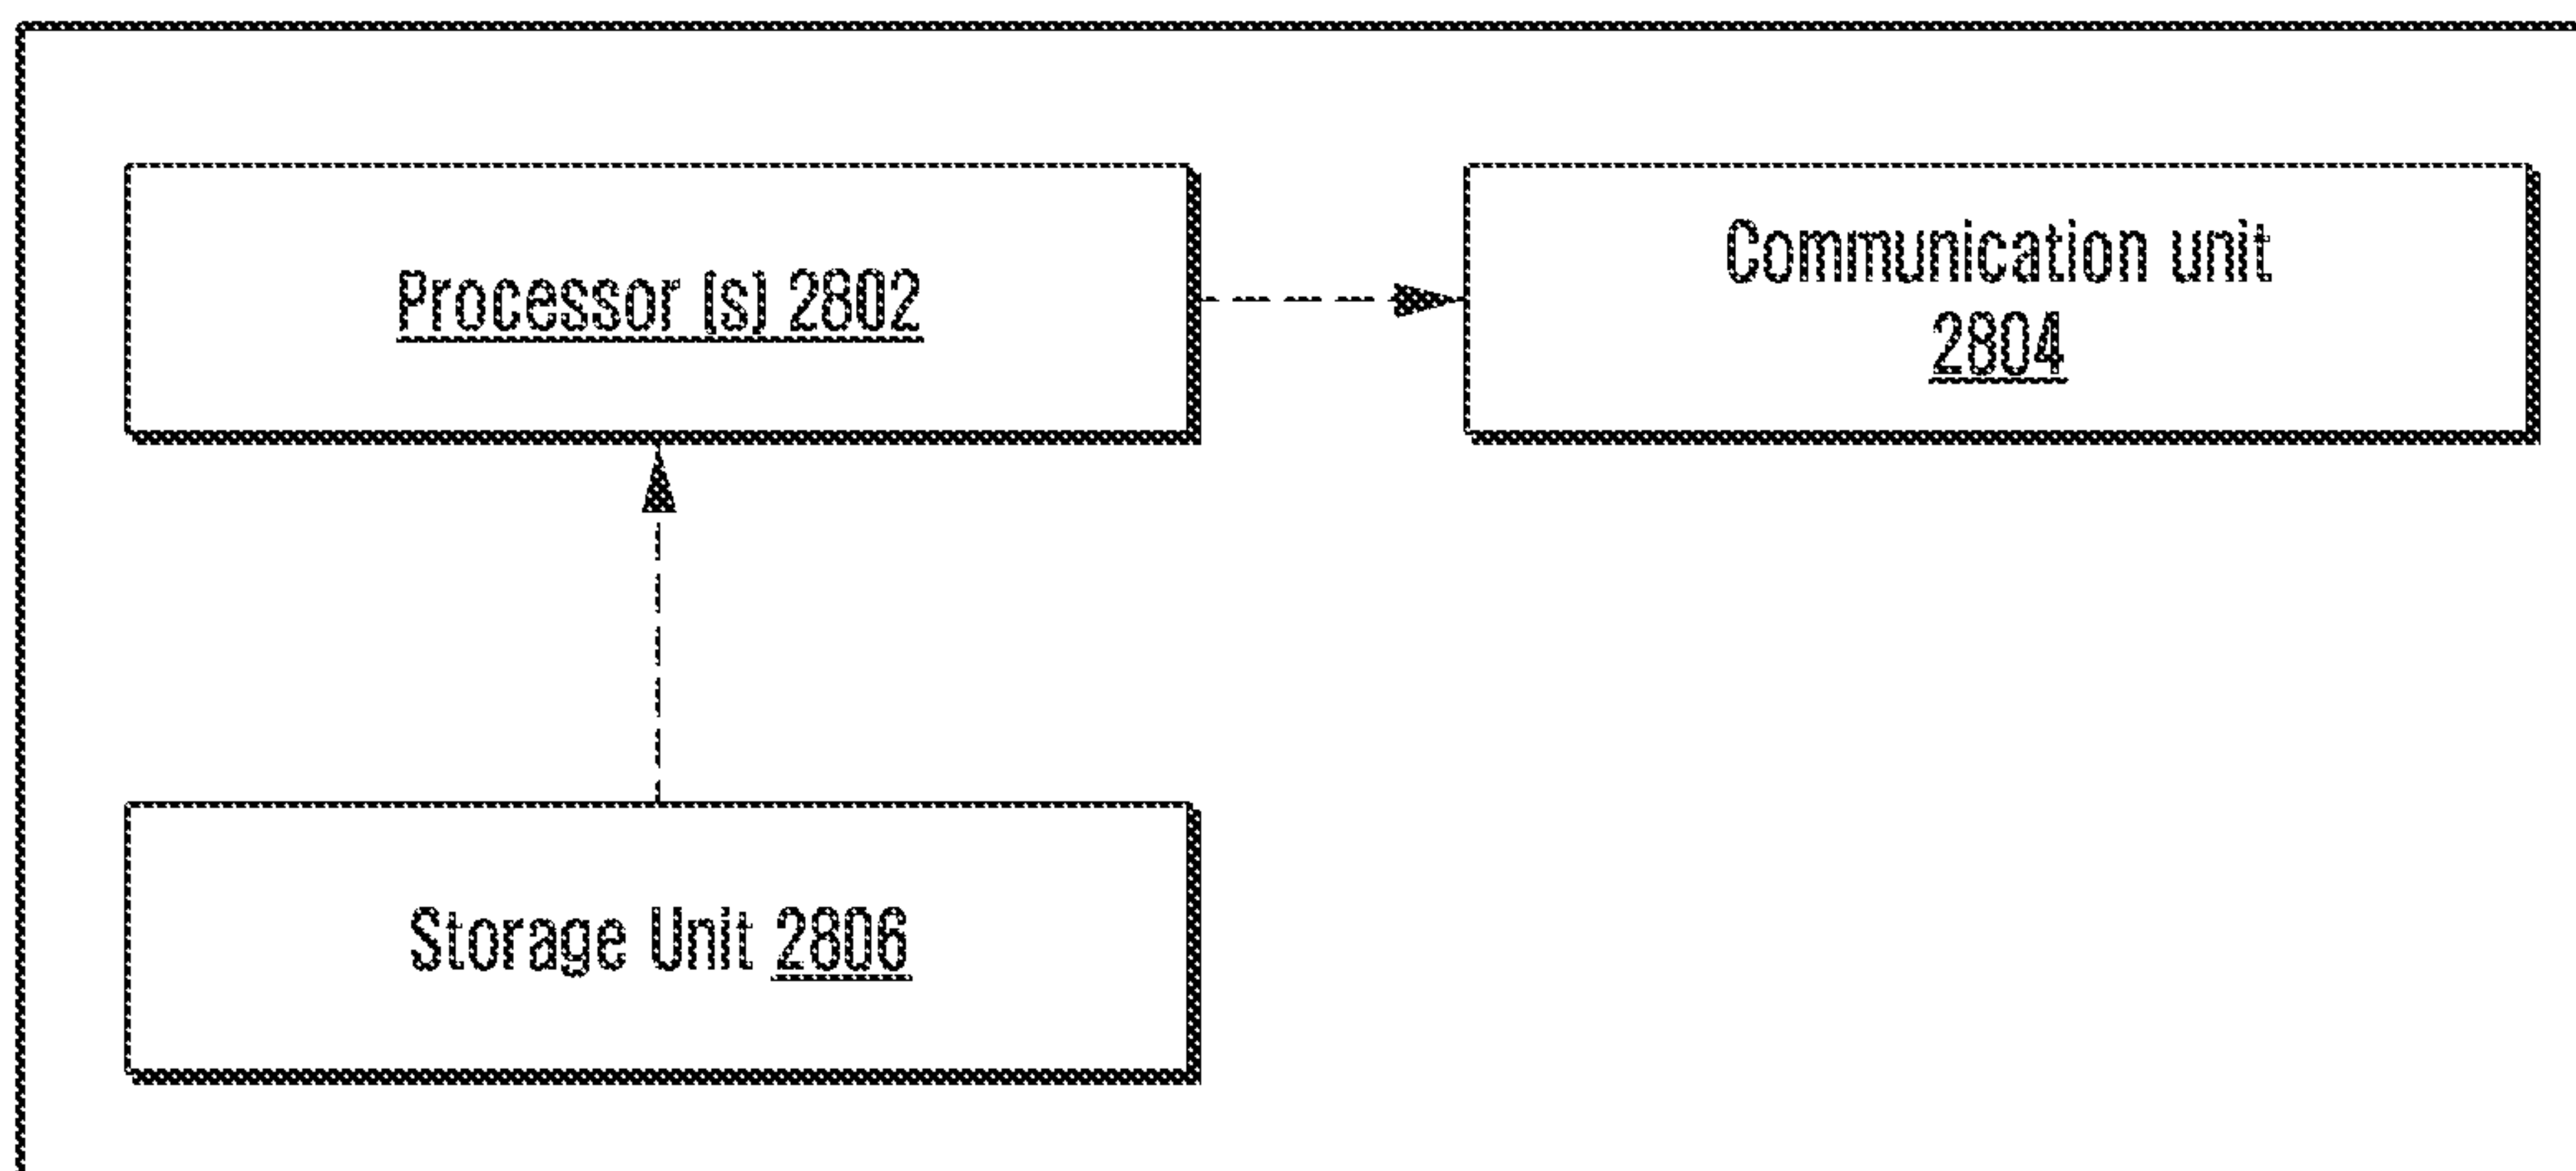 Processor (s) 2802
Communication unit
2804
Storage Unit 2806